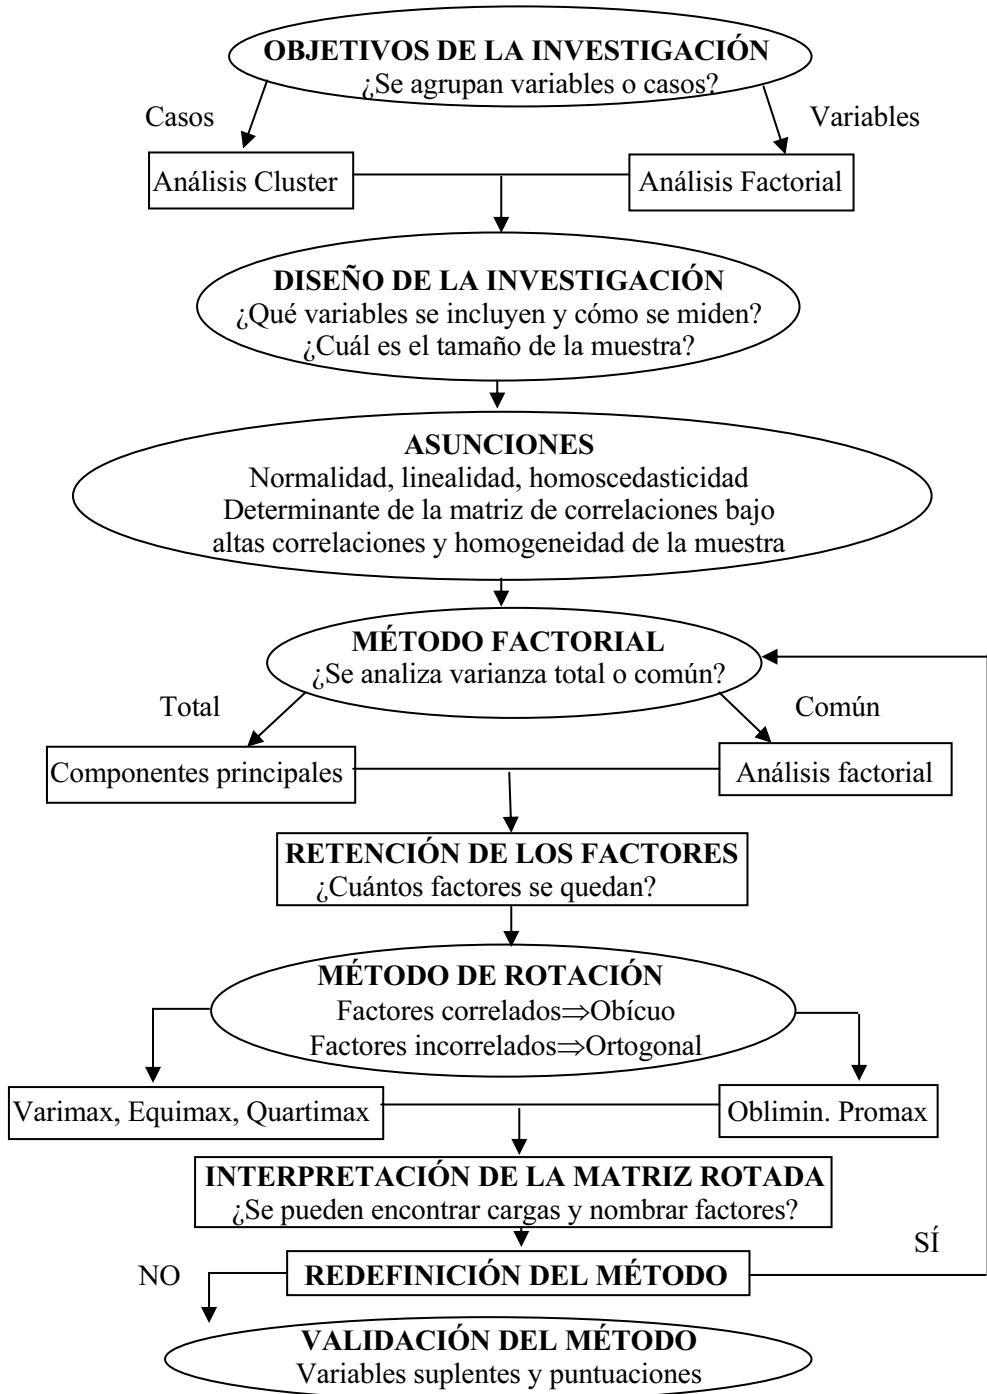 OBJETIVOS DE LA INVESTIGACIÓN
¿Se agrupan variables o casos?
Casos
Variables
Análisis Cluster
Análisis Factorial
DISEÑO DE LA INVESTIGACIÓN
¿Qué variables se incluyen y cómo se miden?
¿Cuál es el tamaño de la muestra?
ASUNCIONES
Normalidad, linealidad, homoscedasticidad
Determinante de la matriz de correlaciones bajo
altas correlaciones y homogeneidad de la muestra
MÉTODO FACTORIAL
¿Se analiza varianza total o común?
Total
Común
Componentes principales
Análisis factorial
RETENCIÓN DE LOS FACTORES
¿Cuántos factores se quedan?
MÉTODO DE ROTACIÓN
Factores correlados⇒Obícuo
Factores incorrelados⇒Ortogonal
Varimax, Equimax, Quartimax
Oblimin. Promax
INTERPRETACIÓN DE LA MATRIZ ROTADA
¿Se pueden encontrar cargas y nombrar factores?
SÍ
NO
REDEFINICIÓN DEL MÉTODO
VALIDACIÓN DEL MÉTODO
Variables suplentes y puntuaciones